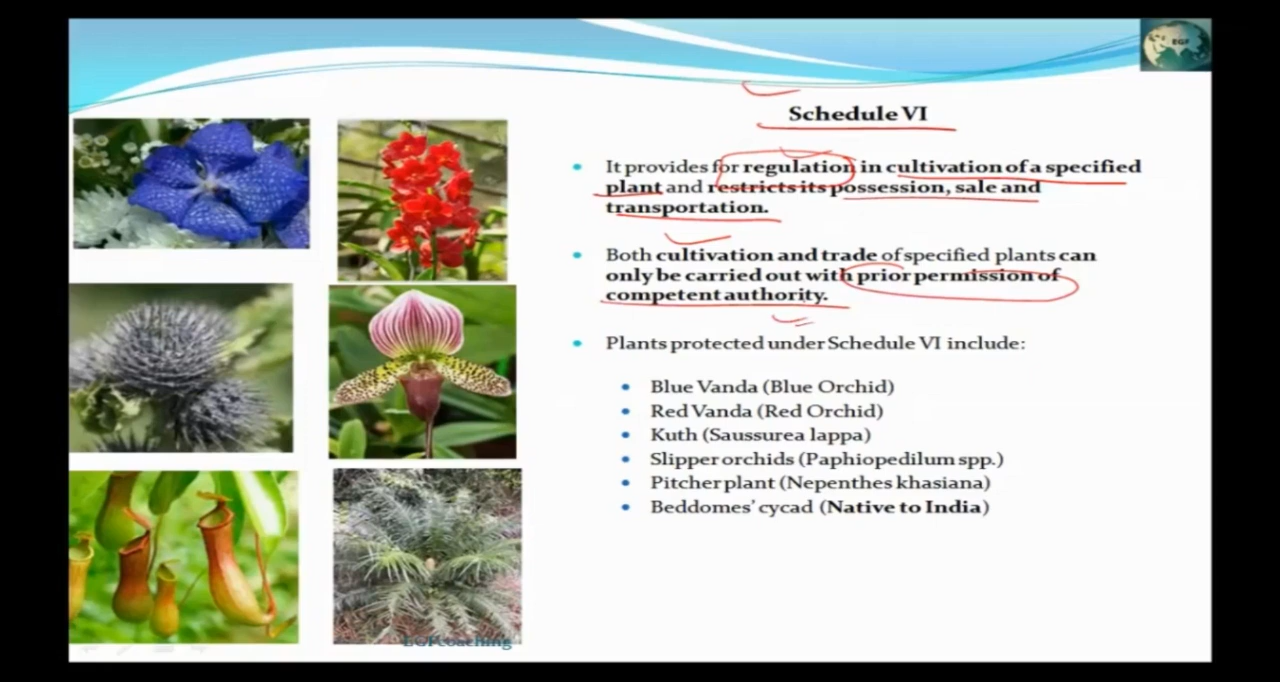 EGF
Schedule VI
It provides for regulation in cultivation of a specified
plant and restricts its possession, sale and
transportation.
Both cultivation and trade of specified plants can
only be carried out with prior permission of
competent authority.
Plants protected under Schedule VI include:
Blue Vanda (Blue Orchid)
Red Vanda (Red Orchid)
Kuth (Saussurea lappa)
Slipper orchids (Paphiopedilum spp.)
Pitcher plant (Nepenthes khasiana)
Beddomes' cycad (Native to India)
EGFcoaching